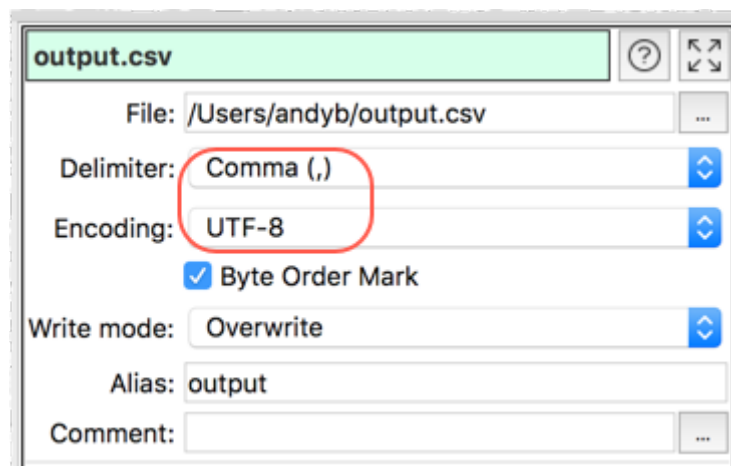 output.csv ?
File: /Users/andyb/output.csv ...
Delimiter: Comma (,)
Encoding: UTF-8
Byte Order Mark
Write mode: Overwrite
Alias: output
Comment: ...